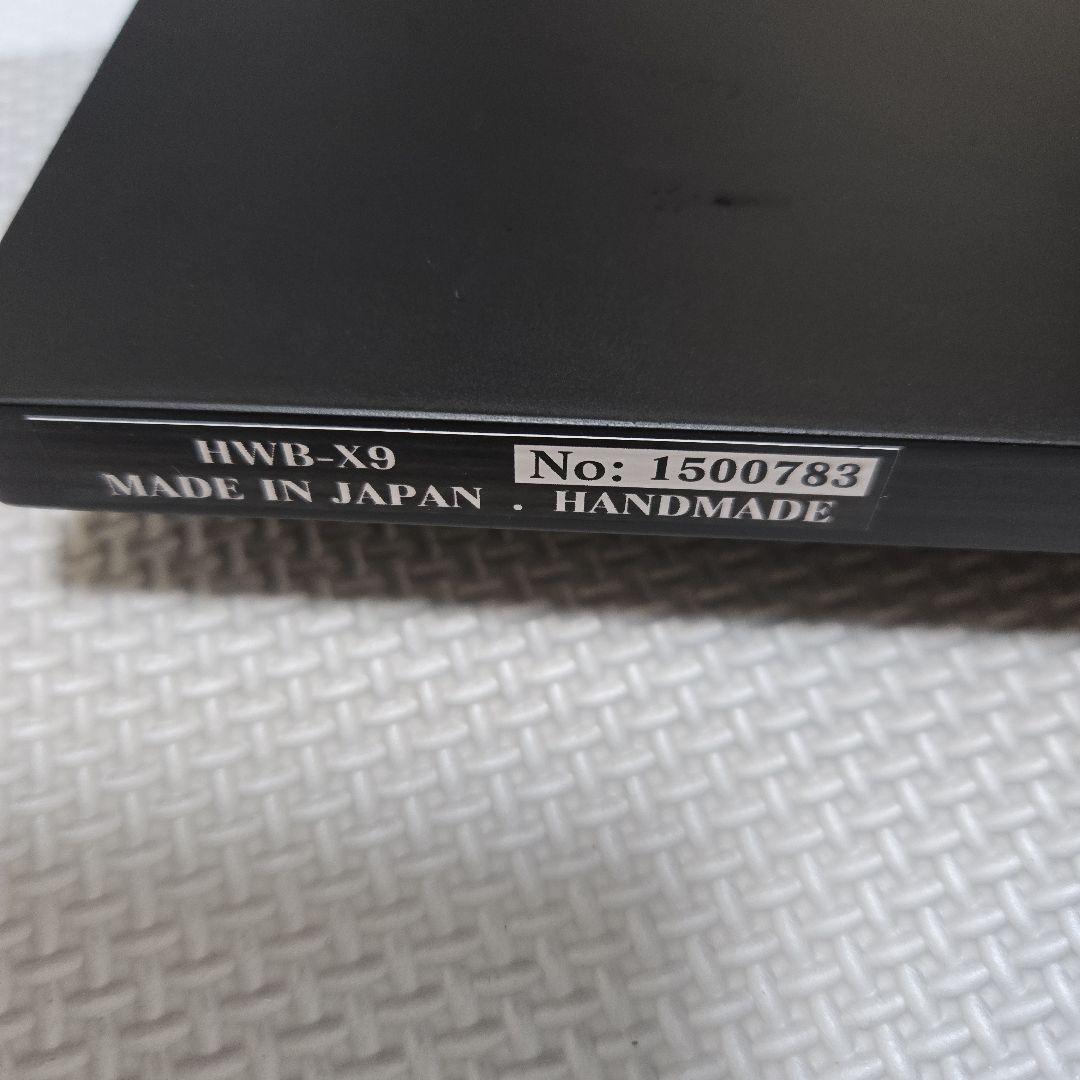 HWB-X9 No: 1500783
MADE IN JAPAN . HANDMADE